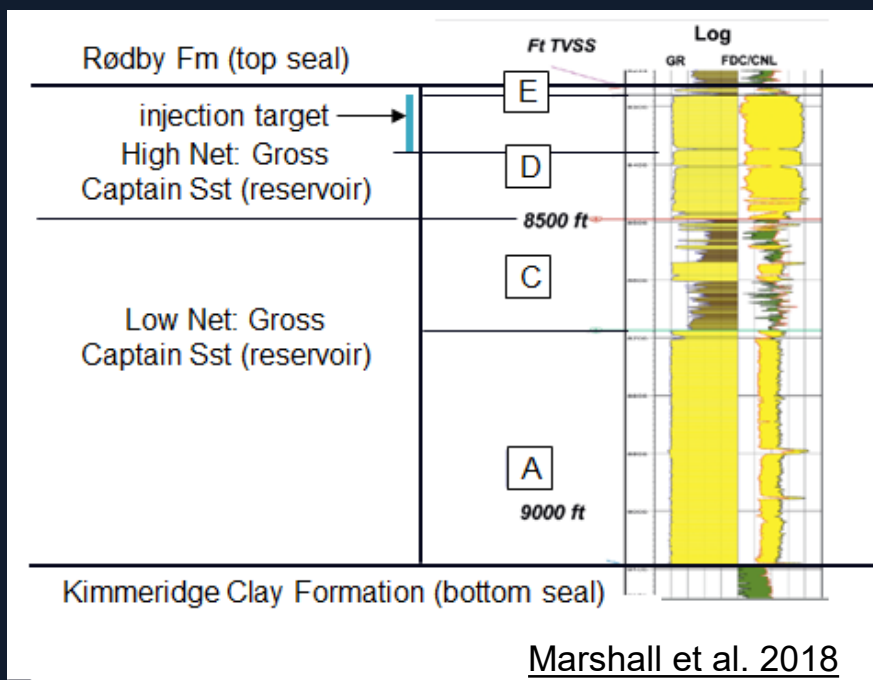 Rødby Fm (top seal)
Ft TVSS
Log
GR
FDC/CNL
E
injection target
High Net: Gross
Captain Sst (reservoir)
D
8500 ft
C
Low Net: Gross
Captain Sst (reservoir)
A
9000 ft
Kimmeridge Clay Formation (bottom seal)
Marshall et al. 2018